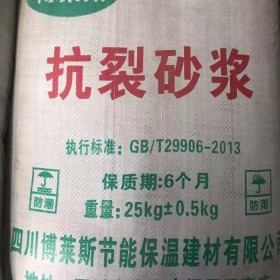 抗裂砂浆
执行标准: GB/T29906-2013
保质期:6个月
防潮
防潮
重量:25kg±0.5kg
四川博莱斯节能保温建材有限公